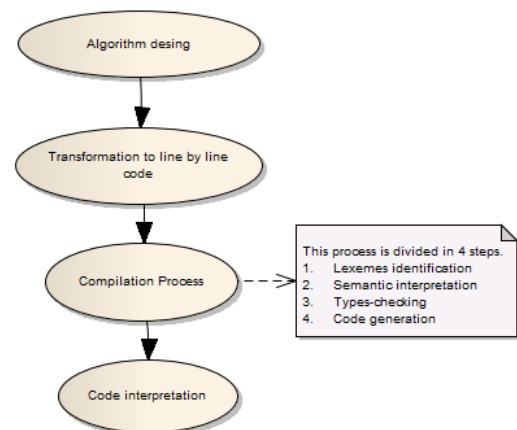 Algorithm desing
Transformation to line by line
code
Compilation Process
This process is divided in 4 steps.
1. Lexemes identification
2. Semantic interpretation
3. Types-checking
4. Code generation
Code interpretation